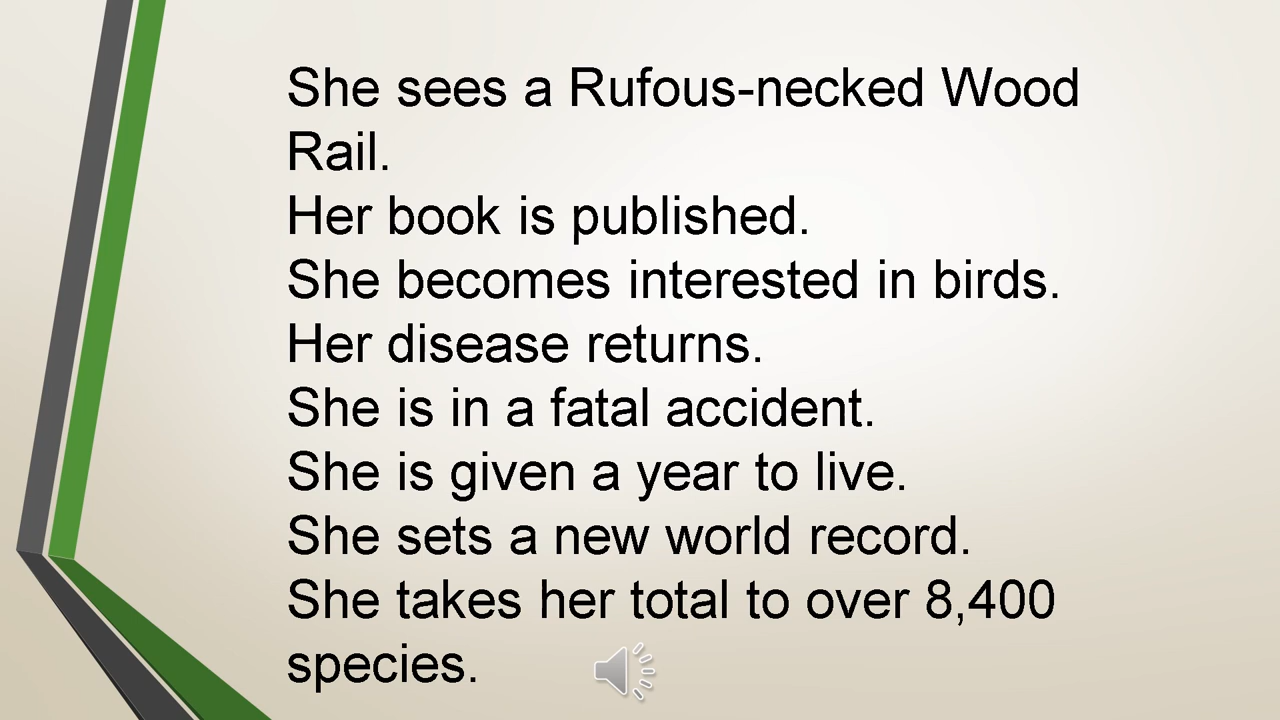 She sees a Rufous-necked Wood
Rail.
Her book is published.
She becomes interested in birds.
Her disease returns.
She is in a fatal accident.
She is given a year to live.
She sets a new world record.
She takes her total to over 8,400
species.